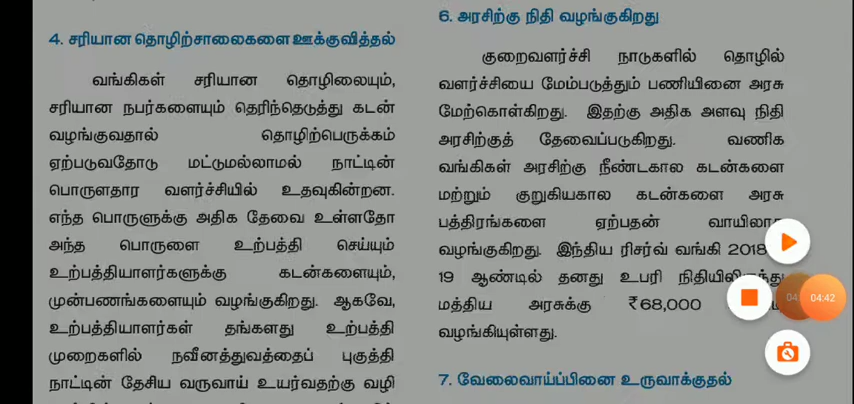 4. சரியான தொழிற்சாலைகளை ஊக்குவித்தல்
வங்கிகள் சரியான தொழிலையும்,
சரியான நபர்களையும் தெரிந்தெடுத்து கடன்
வழங்குவதால் தொழிற்பெருக்கம்
ஏற்படுவதோடு மட்டுமல்லாமல் நாட்டின்
பொருளதார வளர்ச்சியில் உதவுகின்றன.
எந்த பொருளுக்கு அதிக தேவை உள்ளதோ
அந்த பொருளை உற்பத்தி செய்யும்
உற்பத்தியாளர்களுக்கு கடன்களையும்,
முன்பணங்களையும் வழங்குகிறது. ஆகவே,
உற்பத்தியாளர்கள் தங்களது உற்பத்தி
முறைகளில் நவீனத்துவத்தைப் புகுத்தி
நாட்டின் தேசிய வருவாய் உயர்வதற்கு வழி
6. அரசிற்கு நிதி வழங்குகிறது
குறைவளர்ச்சி நாடுகளில் தொழில்
வளர்ச்சியை மேம்படுத்தும் பணியினை அரசு
மேற்கொள்கிறது. இதற்கு அதிக அளவு நிதி
அரசிற்குத் தேவைப்படுகிறது. வணிக
வங்கிகள் அரசிற்கு நீண்டகால கடன்களை
மற்றும் குறுகியகால கடன்களை அரசு
பத்திரங்களை ஏற்பதன்
வழங்குகிறது. இந்திய ரிசர்வ் வங்கி 2018
19 ஆண்டில் தனது உபரி
மத்திய அரசுக்கு ₹68,000
வழங்கியுள்ளது.
7. வேலைவாய்ப்பினை உருவாக்குதல்
04:42